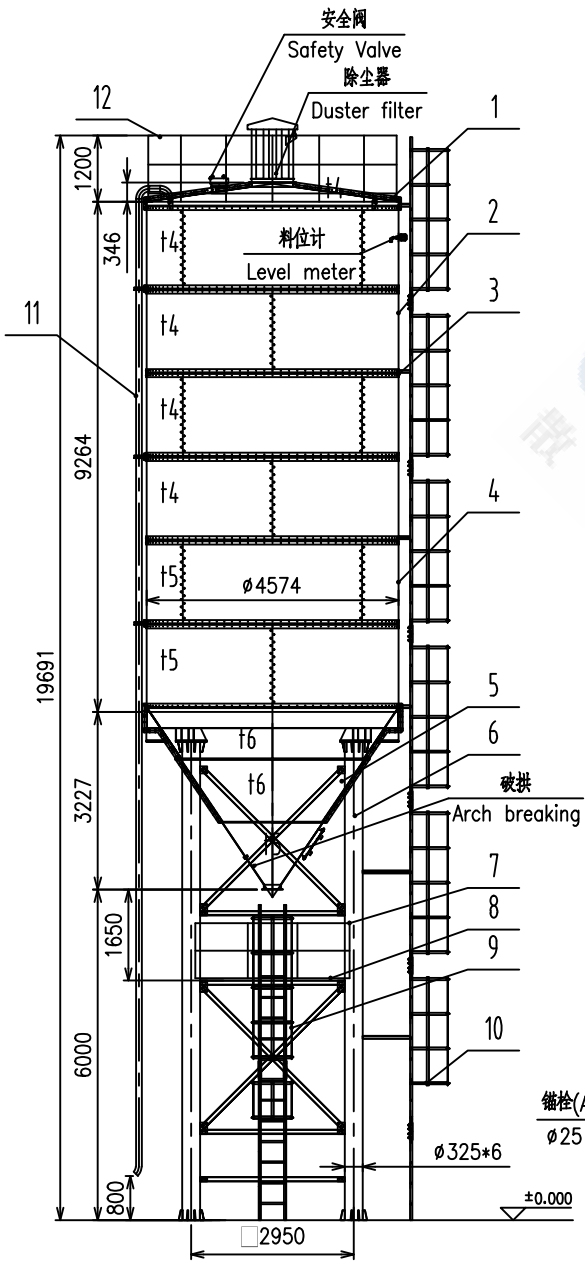 安全阀
Safety Valve
除尘器
Duster filter
12
1
1200
t4
346
t4
料位计
Level meter
2
3
11
t4
t4
9264
t4
4
t5
ø4574
19691
t5
5
t6
6
3227
t6
破拱
Arch breaking
7
8
1650
9
6000
10
锚栓(A
ø25
ø325*6
800
±0.000
□2950
散